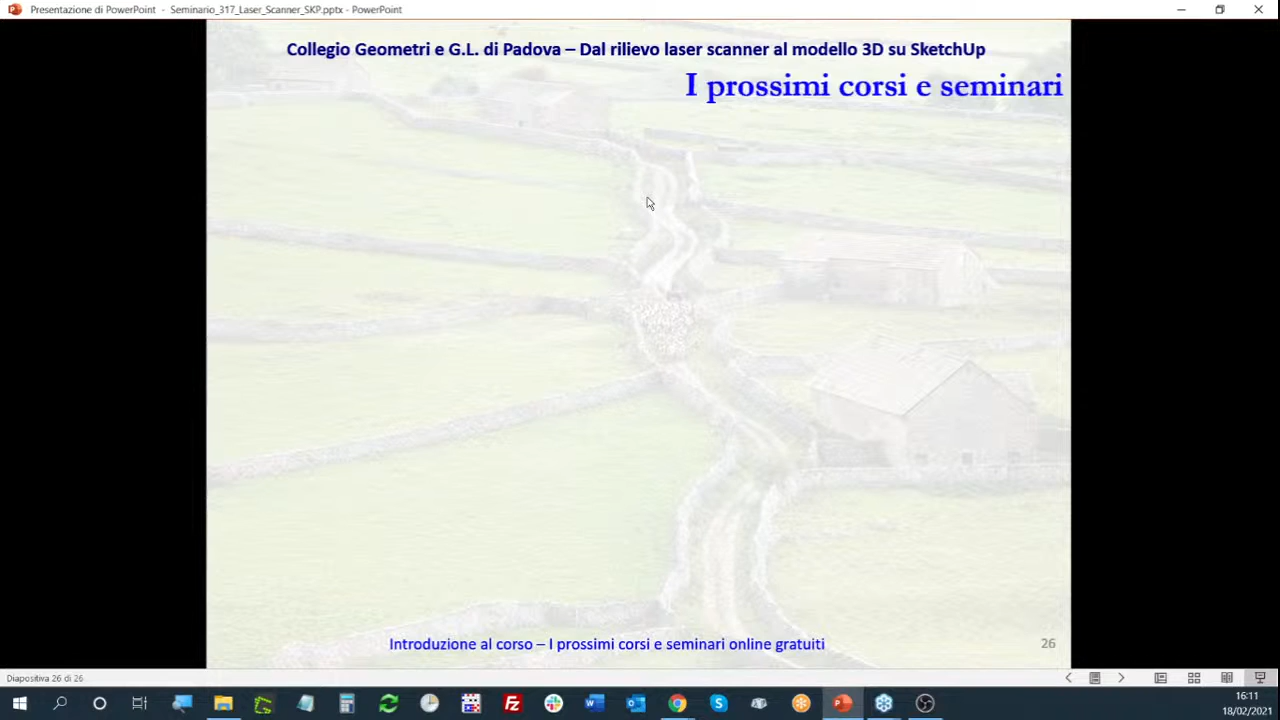 Presentazione di PowerPoint - Seminario_317_Laser_Scanner_SKP.pptx - PowerPoint
Collegio Geometri e G.L. di Padova – Dal rilievo laser scanner al modello 3D su SketchUp
I prossimi corsi e seminari
Introduzione al corso – I prossimi corsi e seminari online gratuiti
26
Diapositiva 26 di 26
16:11
18/02/2021